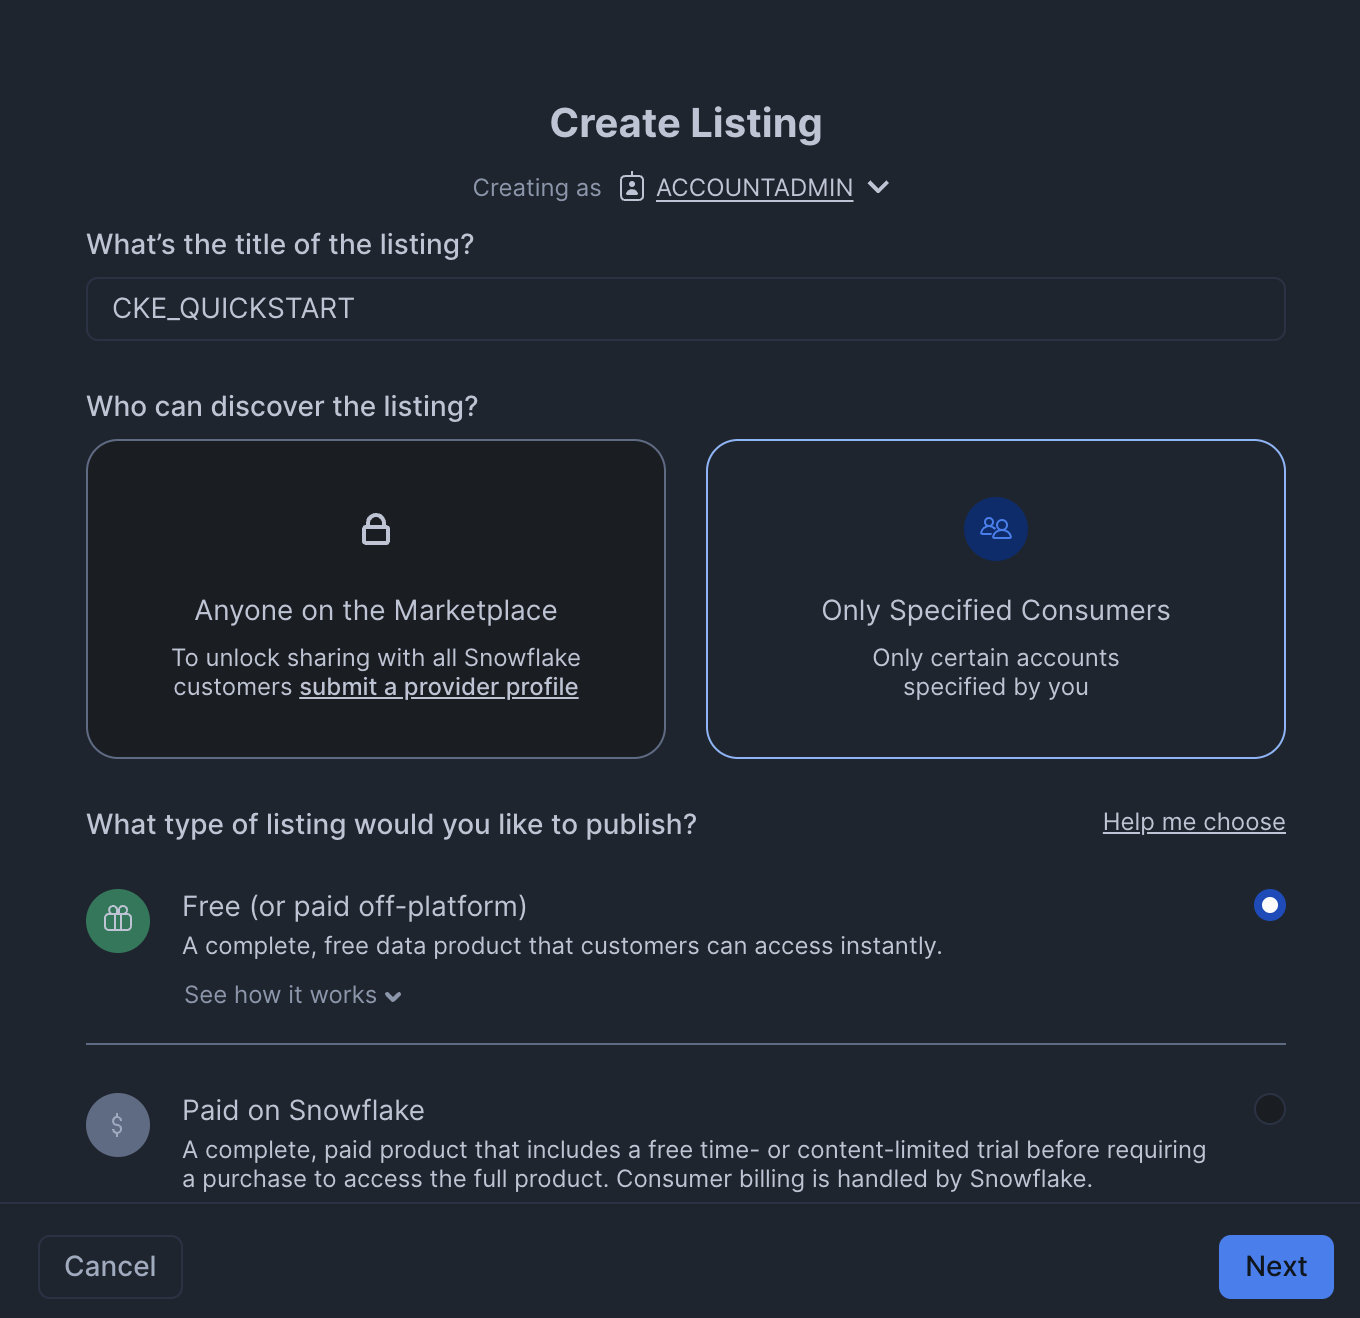 Create Listing
Creating as ACCOUNTADMIN
What’s the title of the listing?
CKE_QUICKSTART
Who can discover the listing?
Anyone on the Marketplace
To unlock sharing with all Snowflake
customers submit a provider profile
Only Specified Consumers
Only certain accounts
specified by you
What type of listing would you like to publish?
Help me choose
Free (or paid off-platform)
A complete, free data product that customers can access instantly.
See how it works
$
Paid on Snowflake
A complete, paid product that includes a free time- or content-limited trial before requiring
a purchase to access the full product. Consumer billing is handled by Snowflake.
Cancel
Next